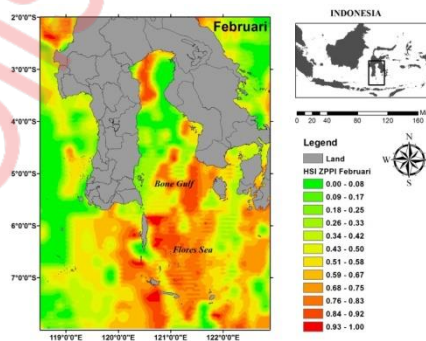 Februari
2°0'0"S
3°0'0"S
4°0'0"S
5°0'0"S
6°0'0"S
7°0'0"S
Bone Gulf
Flores Sea
119°0'0"E
120°0'0"E
121°0'0"E
122°0'0"E
INDONESIA
0 20 40 80 120 160
N
W
Legend
Land
HSI ZPPI Februari
0.00 - 0.08
0.09 - 0.17
0.18 - 0.25
0.26 - 0.33
0.34 - 0.42
0.43 - 0.50
0.51 - 0.58
0.59 - 0.67
0.68 - 0.75
0.76 - 0.83
0.84 - 0.92
0.93 - 1.00